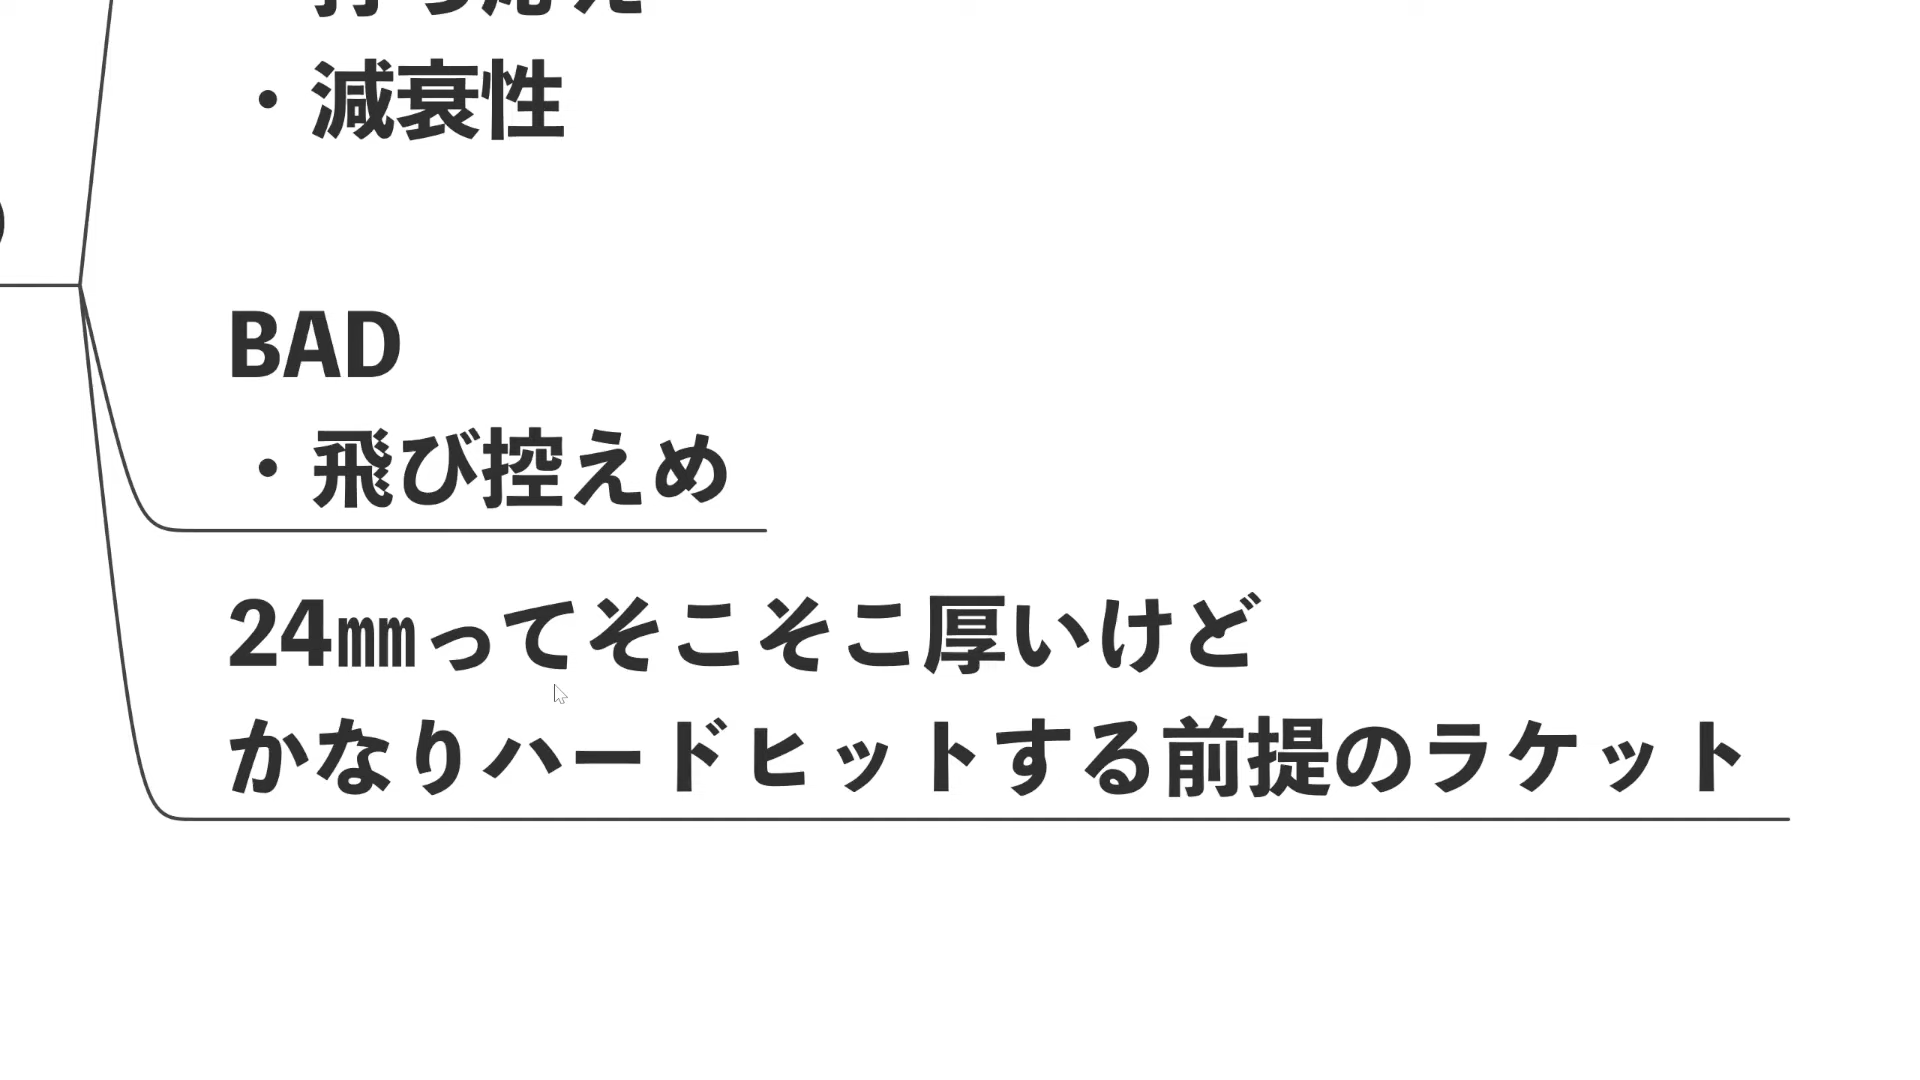 ・減衰性
BAD
・飛び控えめ
24㎜ってそこそこ厚いけど
かなりハードヒットする前提のラケット